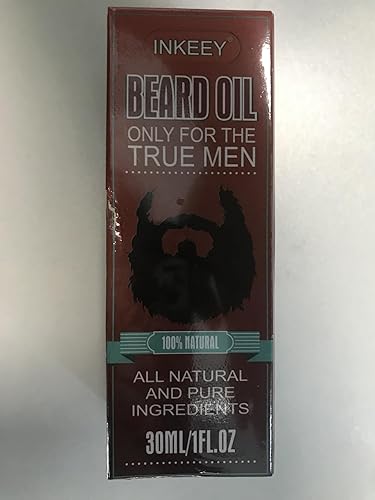 INKEEY
BEARD OIL
ONLY FOR THE
TRUE MEN
100% NATURAL
ALL NATURAL
AND PURE
INGREDIENTS
30ML/1FL.OZ